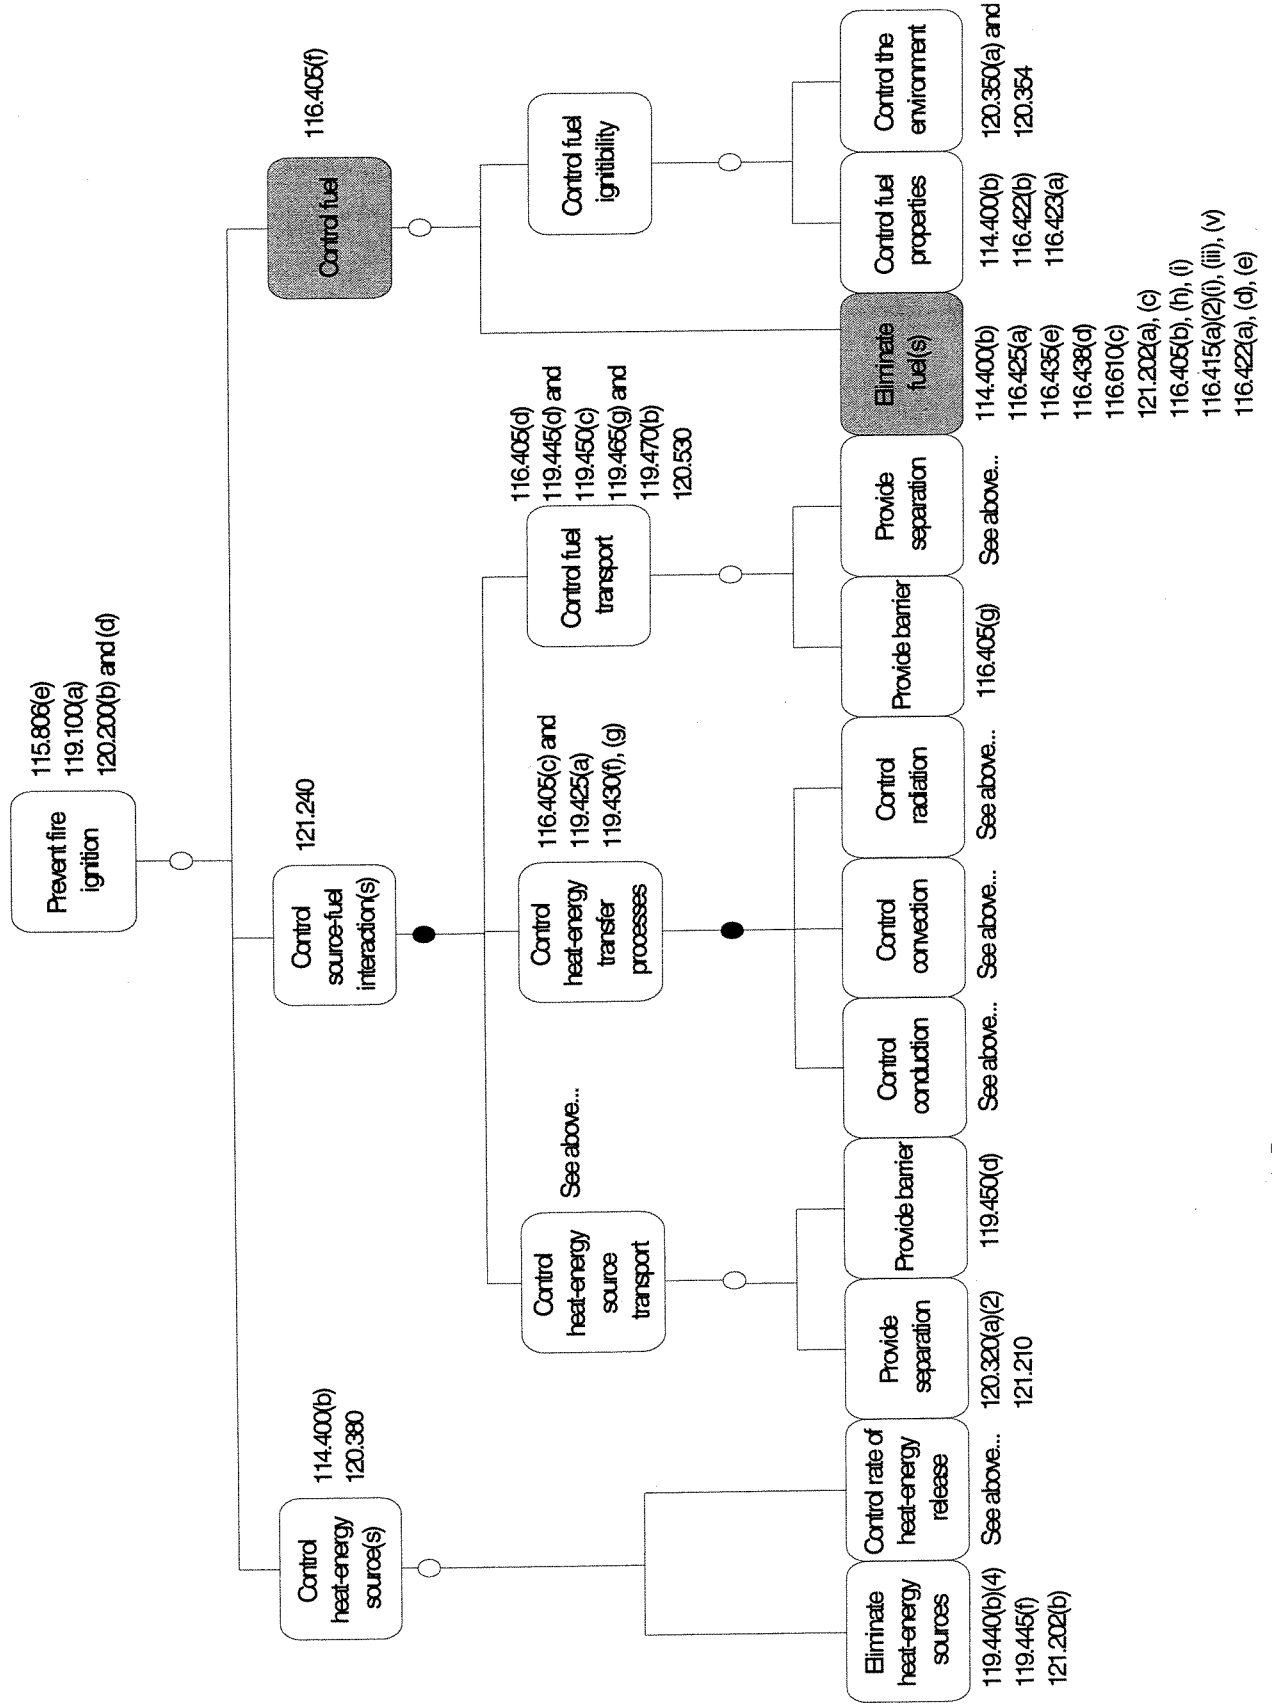 Prevent fire
ignition
115.806(e)
119.100(a)
120.200(b) and (d)
Control
heat-energy
source(s)
114.400(b)
120.380
Control
source-fuel
interaction(s)
121.240
Control fuel
116.405(f)
Control
heat-energy
source
transport
See above...
Control
heat-energy
transfer
processes
116.405(c) and
119.425(a)
119.430(f), (g)
Control fuel
transport
116.405(d)
119.445(d) and
119.450(c)
119.465(g) and
119.470(b)
120.530
Control fuel
ignitibility
Eliminate
heat-energy
sources
119.440(b)(4)
119.445(f)
121.202(b)
Control rate of
heat-energy
release
See above...
Provide
separation
120.320(a)(2)
121.210
Provide barrier
119.450(d)
Control
conduction
See above...
Control
convection
See above...
Control
radiation
See above...
Provide barrier
116.405(g)
Provide
separation
See above...
Eliminate
fuel(s)
114.400(b)
116.425(a)
116.435(e)
116.438(d)
116.610(c)
121.202(a), (c)
116.405(b), (h), (i)
116.415(a)(2)(i), (iii), (v)
116.422(a), (d), (e)
Control fuel
properties
114.400(b)
116.422(b)
116.423(a)
Control the
environment
120.350(a) and
120.354